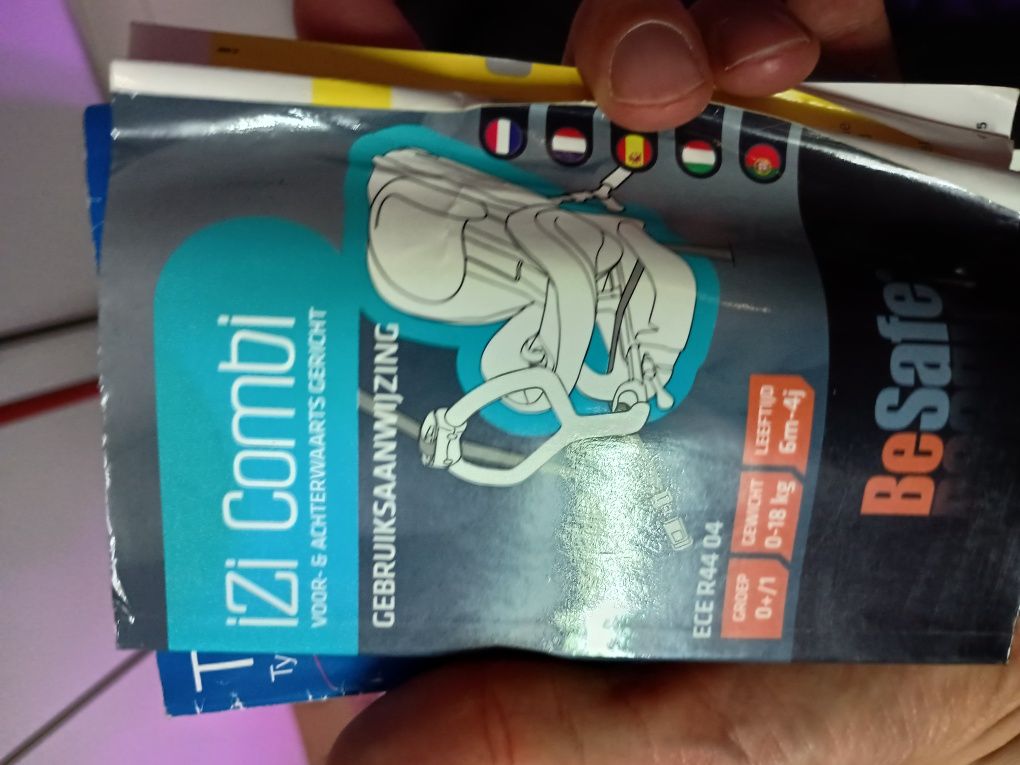 iZi Combi
VOOR- & ACHTERWAARTS GERICHT
GEBRUIKSAANWIJZING
ECE R44 04
GROEP
0+/1
GEWICHT
0-18 kg
LEEFTIJD
6m-4j
BeSafe
T
Ty